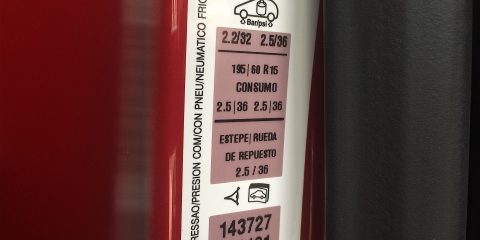 Bar/psi
2.2/32 2.5/36
195|60 R15
CONSUMO
2.5|36 2.5|36
ESTEPE|RUEDA
DE REPUESTO
2.5 / 36
143727
PRESSAO/PRESION COM/CON PNEU/NEUMATICO FRIO